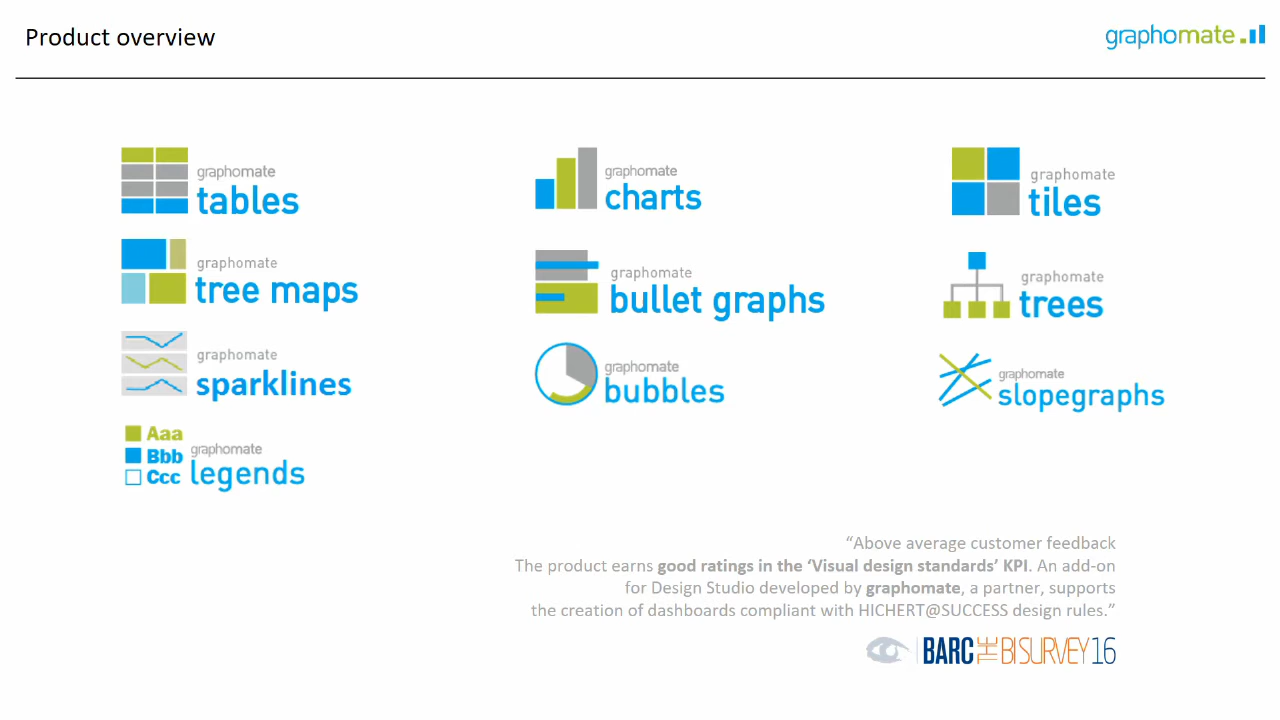 Product overview
graphomate
graphomate
tables
graphomate
charts
graphomate
tiles
graphomate
tree maps
graphomate
bullet graphs
graphomate
trees
graphomate
sparklines
graphomate
bubbles
graphomate
slopegraphs
Aaa
Bbb
Ccc
graphomate
legends
“Above average customer feedback
The product earns good ratings in the ‘Visual design standards’ KPI. An add-on
for Design Studio developed by graphomate, a partner, supports
the creation of dashboards compliant with HICHERT@SUCCESS design rules.”
BARC THE BI SURVEY 16